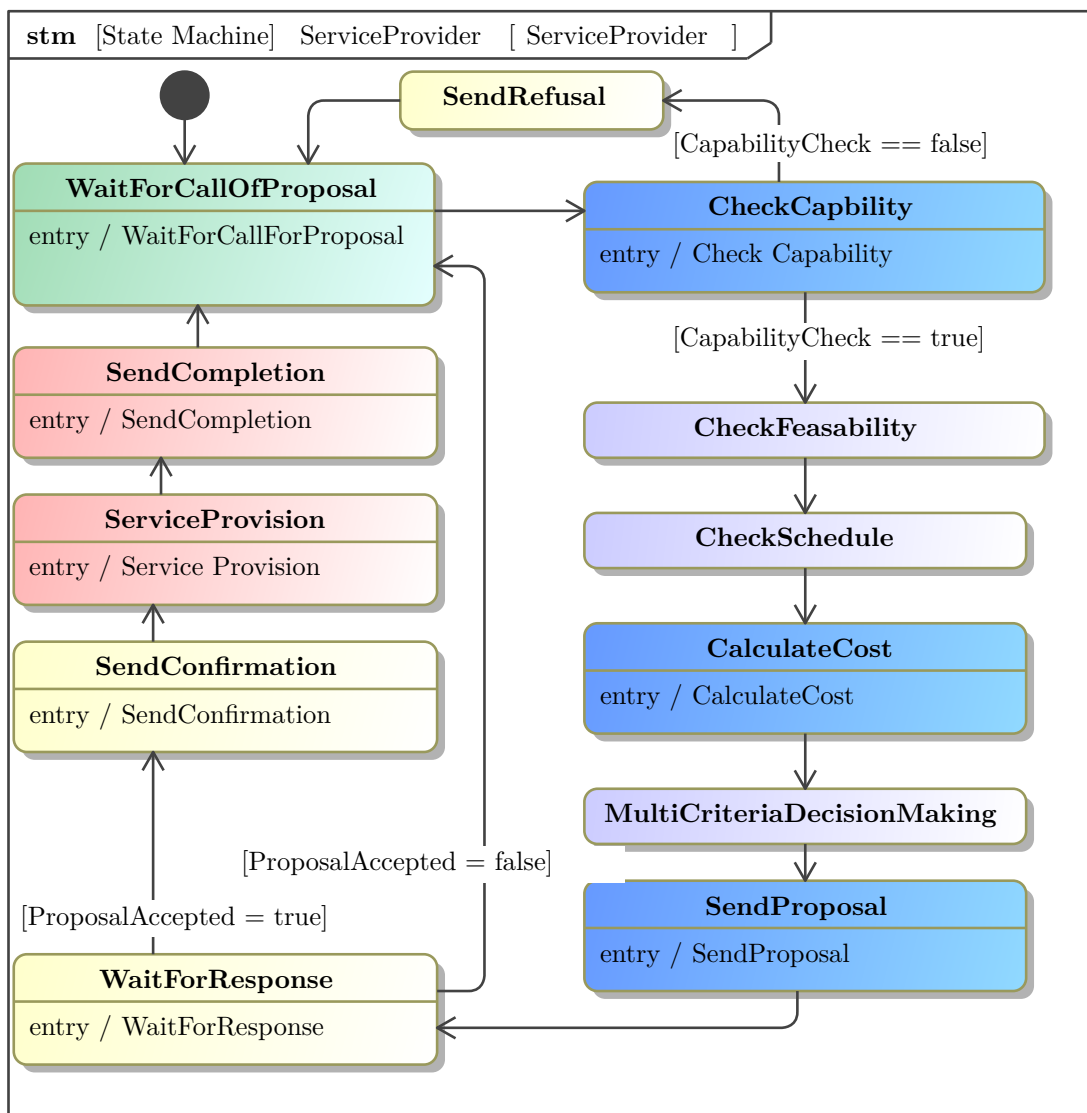 stm [State Machine] ServiceProvider [ ServiceProvider ]
SendRefusal
[CapabilityCheck == false]
WaitForCallOfProposal
entry / WaitForCallForProposal
CheckCapbility
entry / Check Capability
[CapabilityCheck == true]
SendCompletion
entry / SendCompletion
CheckFeasability
ServiceProvision
entry / Service Provision
CheckSchedule
SendConfirmation
entry / SendConfirmation
CalculateCost
entry / CalculateCost
MultiCriteriaDecisionMaking
[ProposalAccepted = false]
[ProposalAccepted = true]
SendProposal
entry / SendProposal
WaitForResponse
entry / WaitForResponse